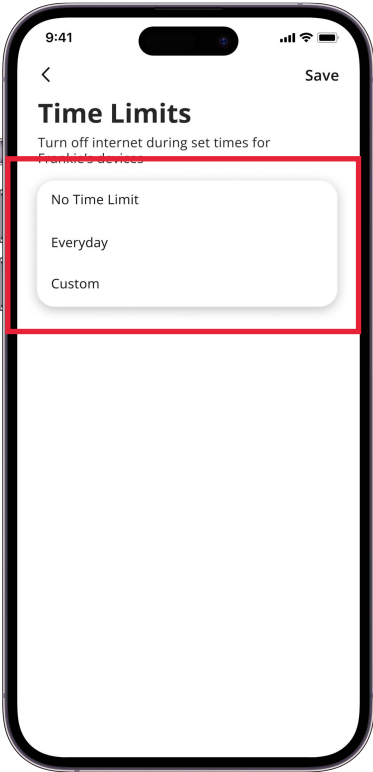 9:41
Save
Time Limits
Turn off internet during set times for
Frankie's devices
No Time Limit
Everyday
Custom